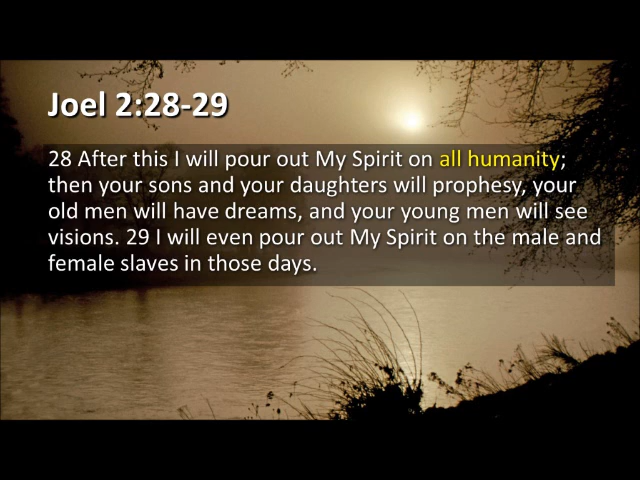 Joel 2:28-29
28 After this I will pour out My Spirit on all humanity;
then your sons and your daughters will prophesy, your
old men will have dreams, and your young men will see
visions. 29 I will even pour out My Spirit on the male and
female slaves in those days.